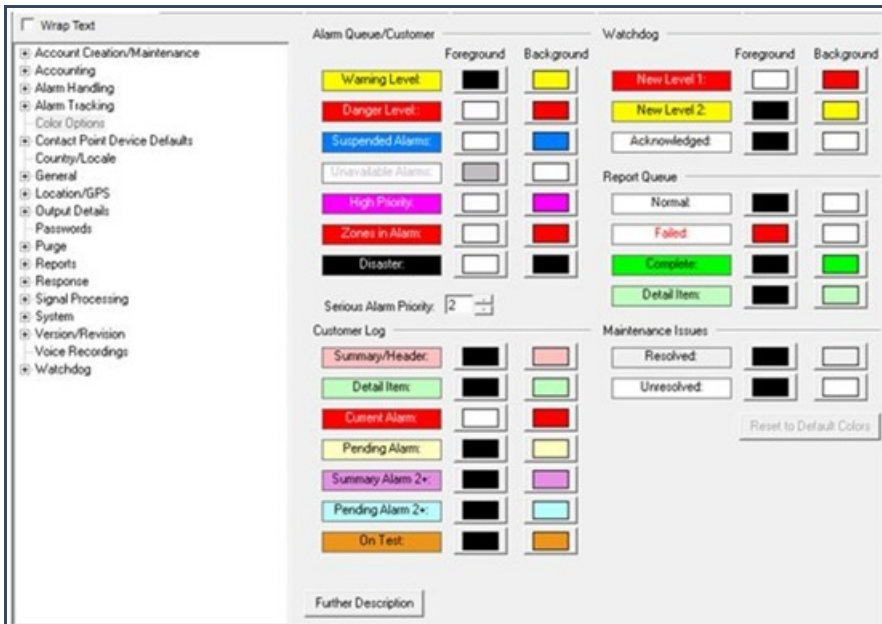 Wrap Text
Account Creation/Maintenance
Accounting
Alarm Handling
Alarm Tracking
Color Options
Contact Point Device Defaults
Country/Locale
General
Location/GPS
Output Details
Passwords
Purge
Reports
Response
Signal Processing
System
Version/Revision
Voice Recordings
Watchdog
Alarm Queue/Customer
Foreground Background
Warning Level:
Danger Level:
Suspended Alarms:
Unavailable Alarms:
High Priority:
Zones in Alarm:
Disaster:
Serious Alarm Priority: 2
Customer Log
Summary/Header:
Detail Item:
Current Alarm:
Pending Alarm:
Summary Alarm 2+:
Pending Alarm 2+:
On Test:
Further Description
Watchdog
Foreground Background
New Level 1:
New Level 2:
Acknowledged:
Report Queue
Normal:
Failed:
Complete:
Detail Item:
Maintenance Issues
Resolved:
Unresolved:
Reset to Default Colors